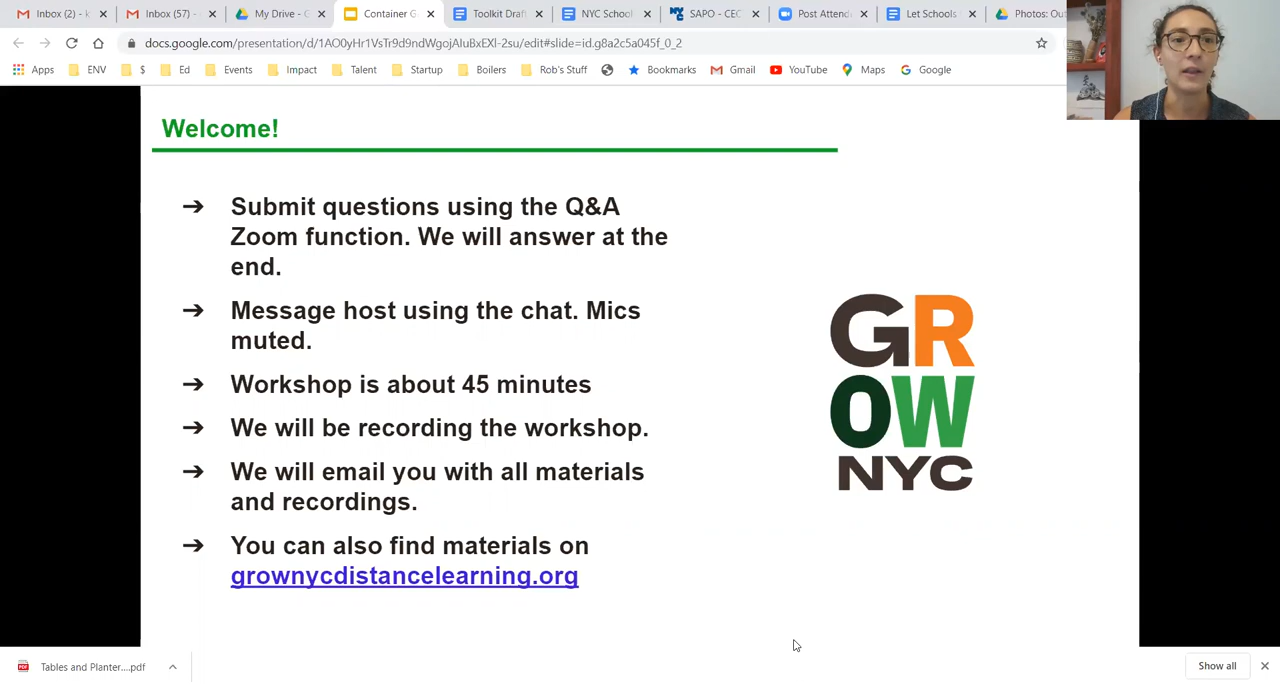 Inbox (2) - k
Inbox (57) -
My Drive - G
Container G
Toolkit Draf
NYC School
SAPO - CEC
Post Attend
Let Schools
Photos: Out
docs.google.com/presentation/d/1AO0yHr1VsTr9d9ndWgojAIuBxEXl-2su/edit#slide=id.g8a2c5a045f_0_2
Apps ENV $ Ed Events Impact Talent Startup Boilers Rob's Stuff Bookmarks Gmail YouTube Maps Google
Welcome!
➔ Submit questions using the Q&A
Zoom function. We will answer at the
end.
➔ Message host using the chat. Mics
muted.
➔ Workshop is about 45 minutes
➔ We will be recording the workshop.
➔ We will email you with all materials
and recordings.
➔ You can also find materials on
grownycdistancelearning.org
GR
OW
NYC
Tables and Planter....pdf
Show all